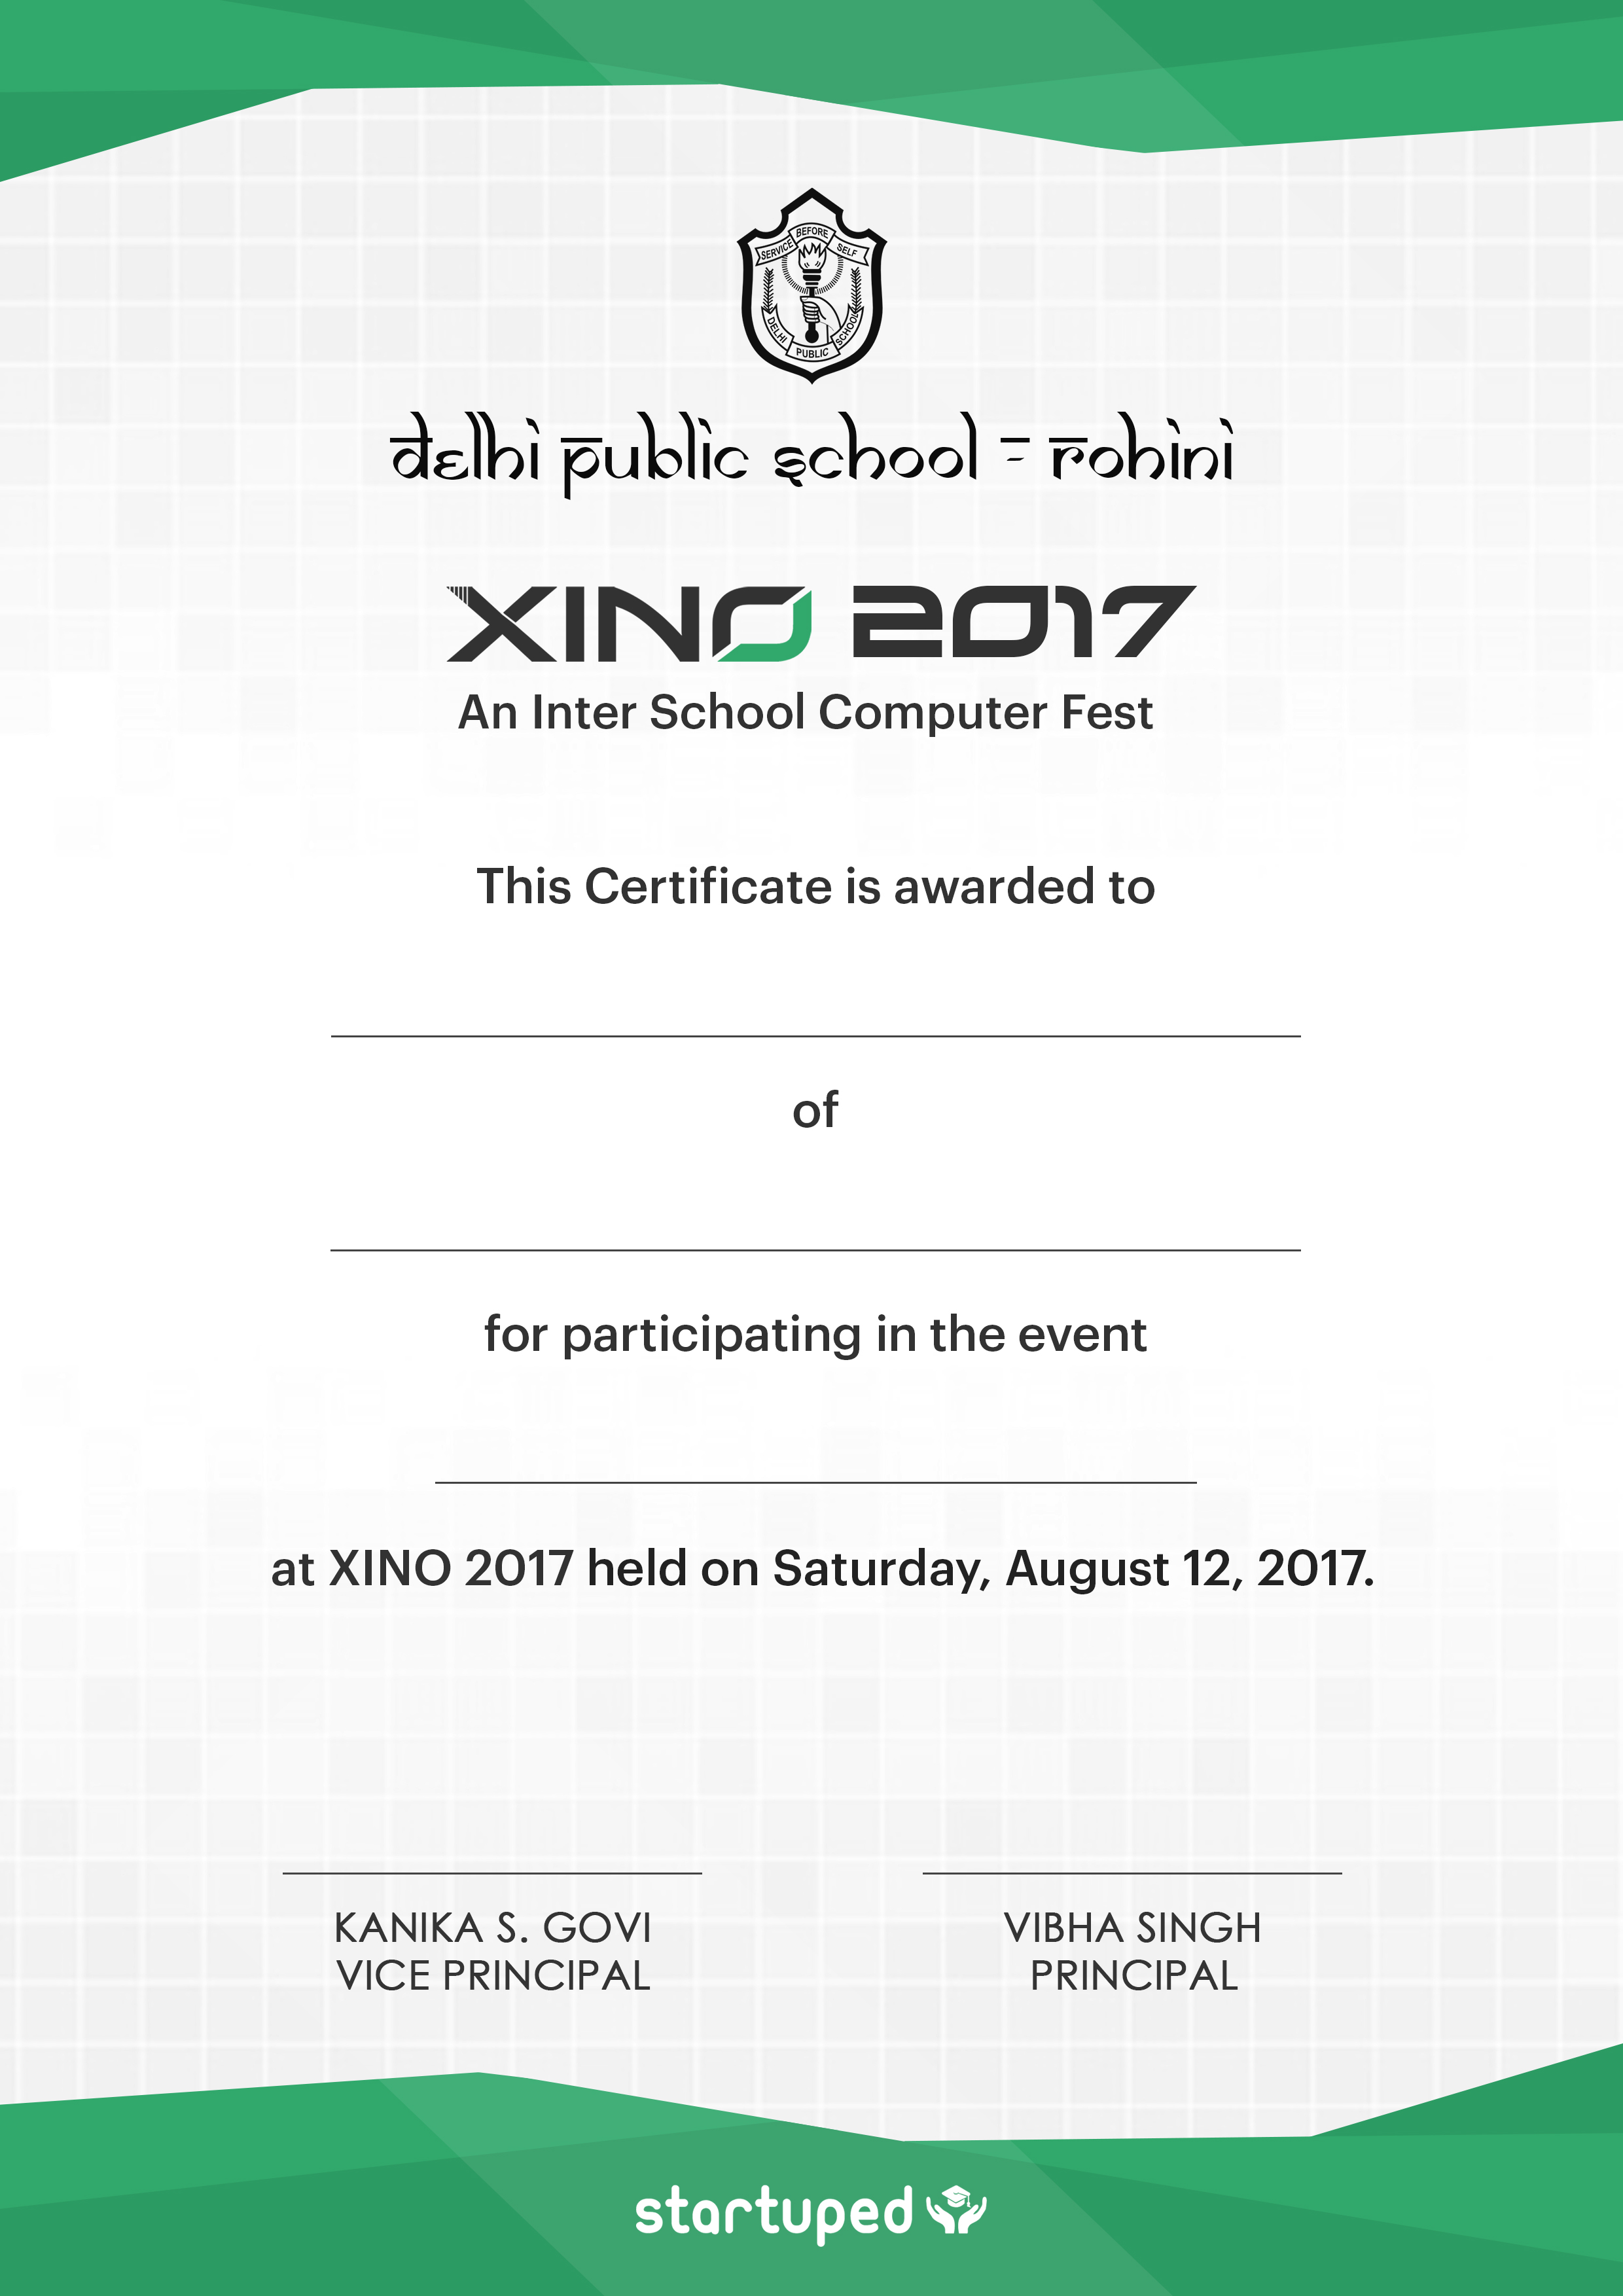 SERVICE BEFORE SELF
DELHI PUBLIC SCHOOL
delhi public school - rohini
XINO 2017
An Inter School Computer Fest
This Certificate is awarded to
of
for participating in the event
at XINO 2017 held on Saturday, August 12, 2017.
KANIKA S. GOVI
VICE PRINCIPAL
VIBHA SINGH
PRINCIPAL
startuped